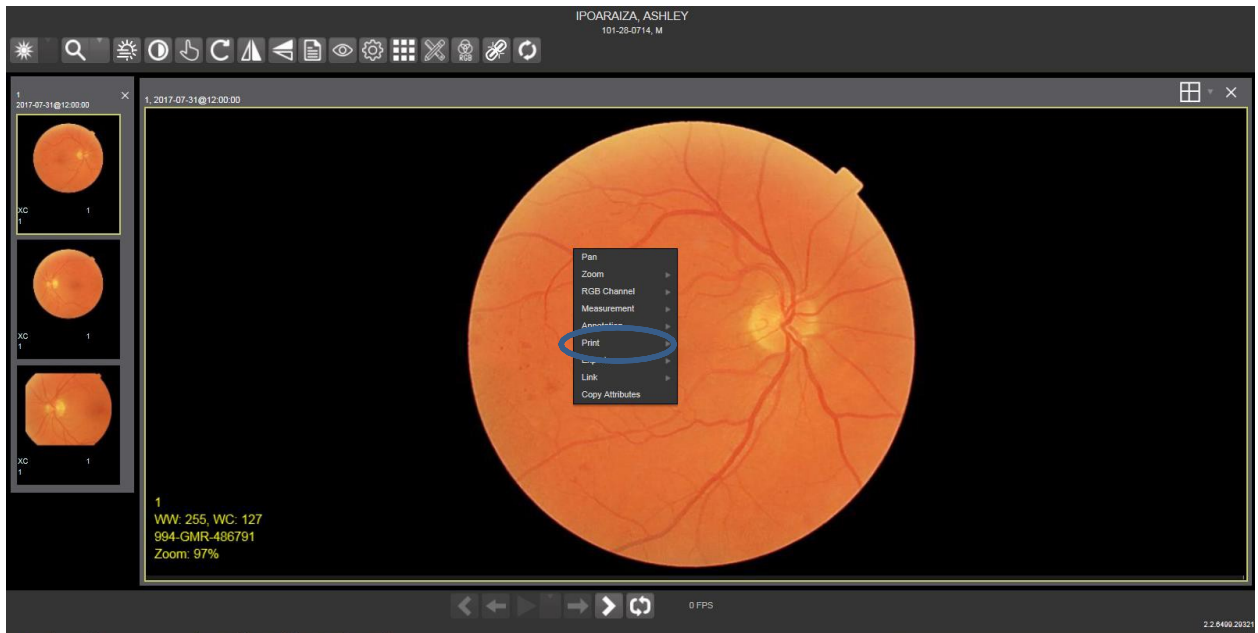 IPOARAIZA, ASHLEY
101-28-0714, M
RGB
1
2017-07-31@12:00:00
XC 1
1
XC 1
1
XC 1
1
1, 2017-07-31@12:00:00
Pan
Zoom
RGB Channel
Measurement
Annotation
Print
Link
Copy Attributes
1
WW: 255, WC: 127
994-GMR-486791
Zoom: 97%
0 FPS
2.2.6499.29321